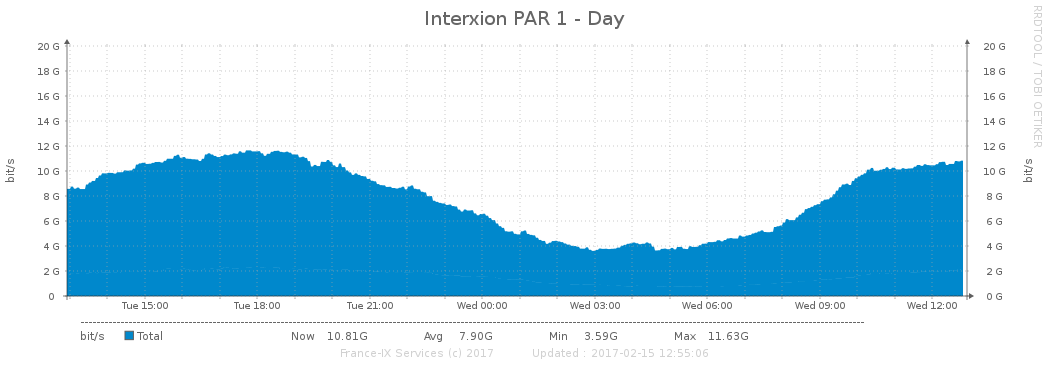 Interxion PAR 1 - Day
RRDTOOL / TOBI OETIKER
bit/s
20 G 20 G
18 G 18 G
16 G 16 G
14 G 14 G
12 G 12 G
10 G 10 G
8 G 8 G
6 G 6 G
4 G 4 G
2 G 2 G
0 0 G
bit/s
Tue 15:00 Tue 18:00 Tue 21:00 Wed 00:00 Wed 03:00 Wed 06:00 Wed 09:00 Wed 12:00
bit/s Total Now 10.81G Avg 7.90G Min 3.59G Max 11.63G
France-IX Services (c) 2017 Updated : 2017-02-15 12:55:06